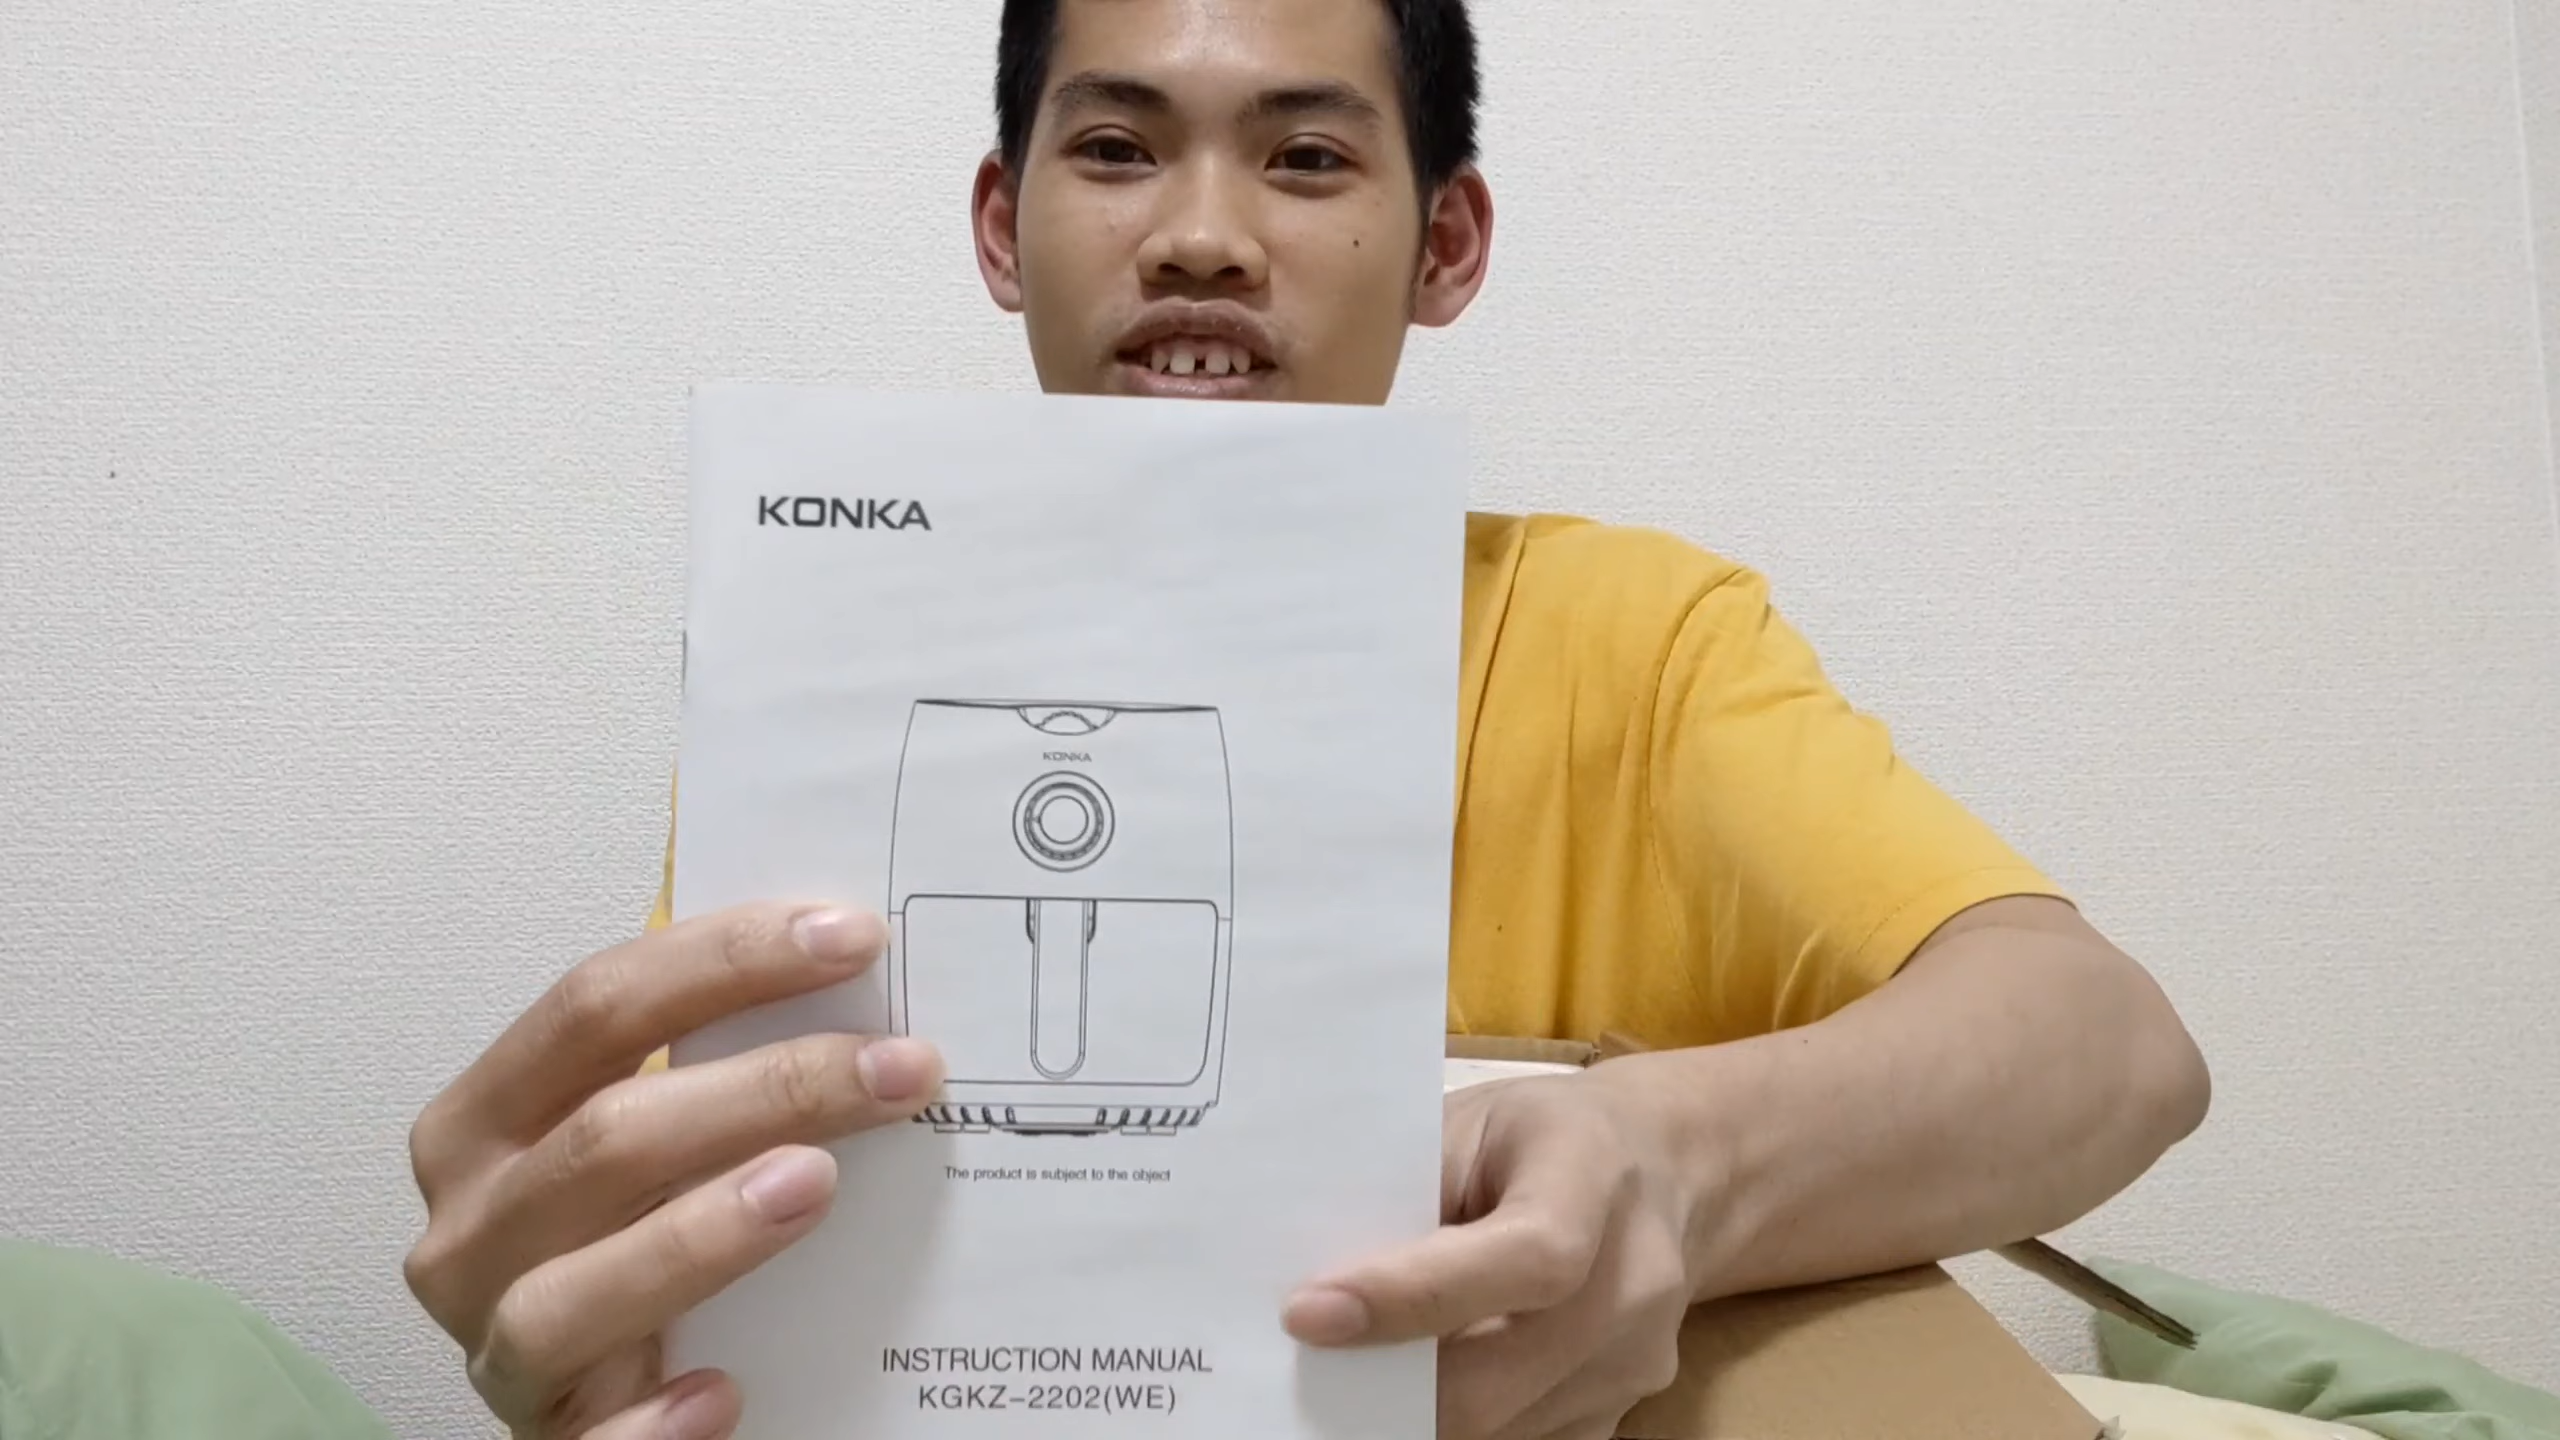 KONKA
KONKA
The product is subject to the object
INSTRUCTION MANUAL
KGKZ-2202(WE)